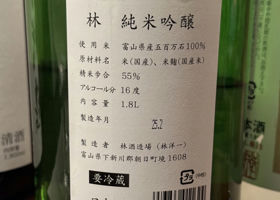 林 純米吟醸
使用米 富山県産五百万石100%
原材料名 米(国産)、米麹(国産米)
精米歩合 55%
アルコール分 16度
内容量 1.8L
製造年月 25.2
製造者 林酒造場(林洋一)
富山県下新川郡朝日町境1608
要冷蔵
清酒